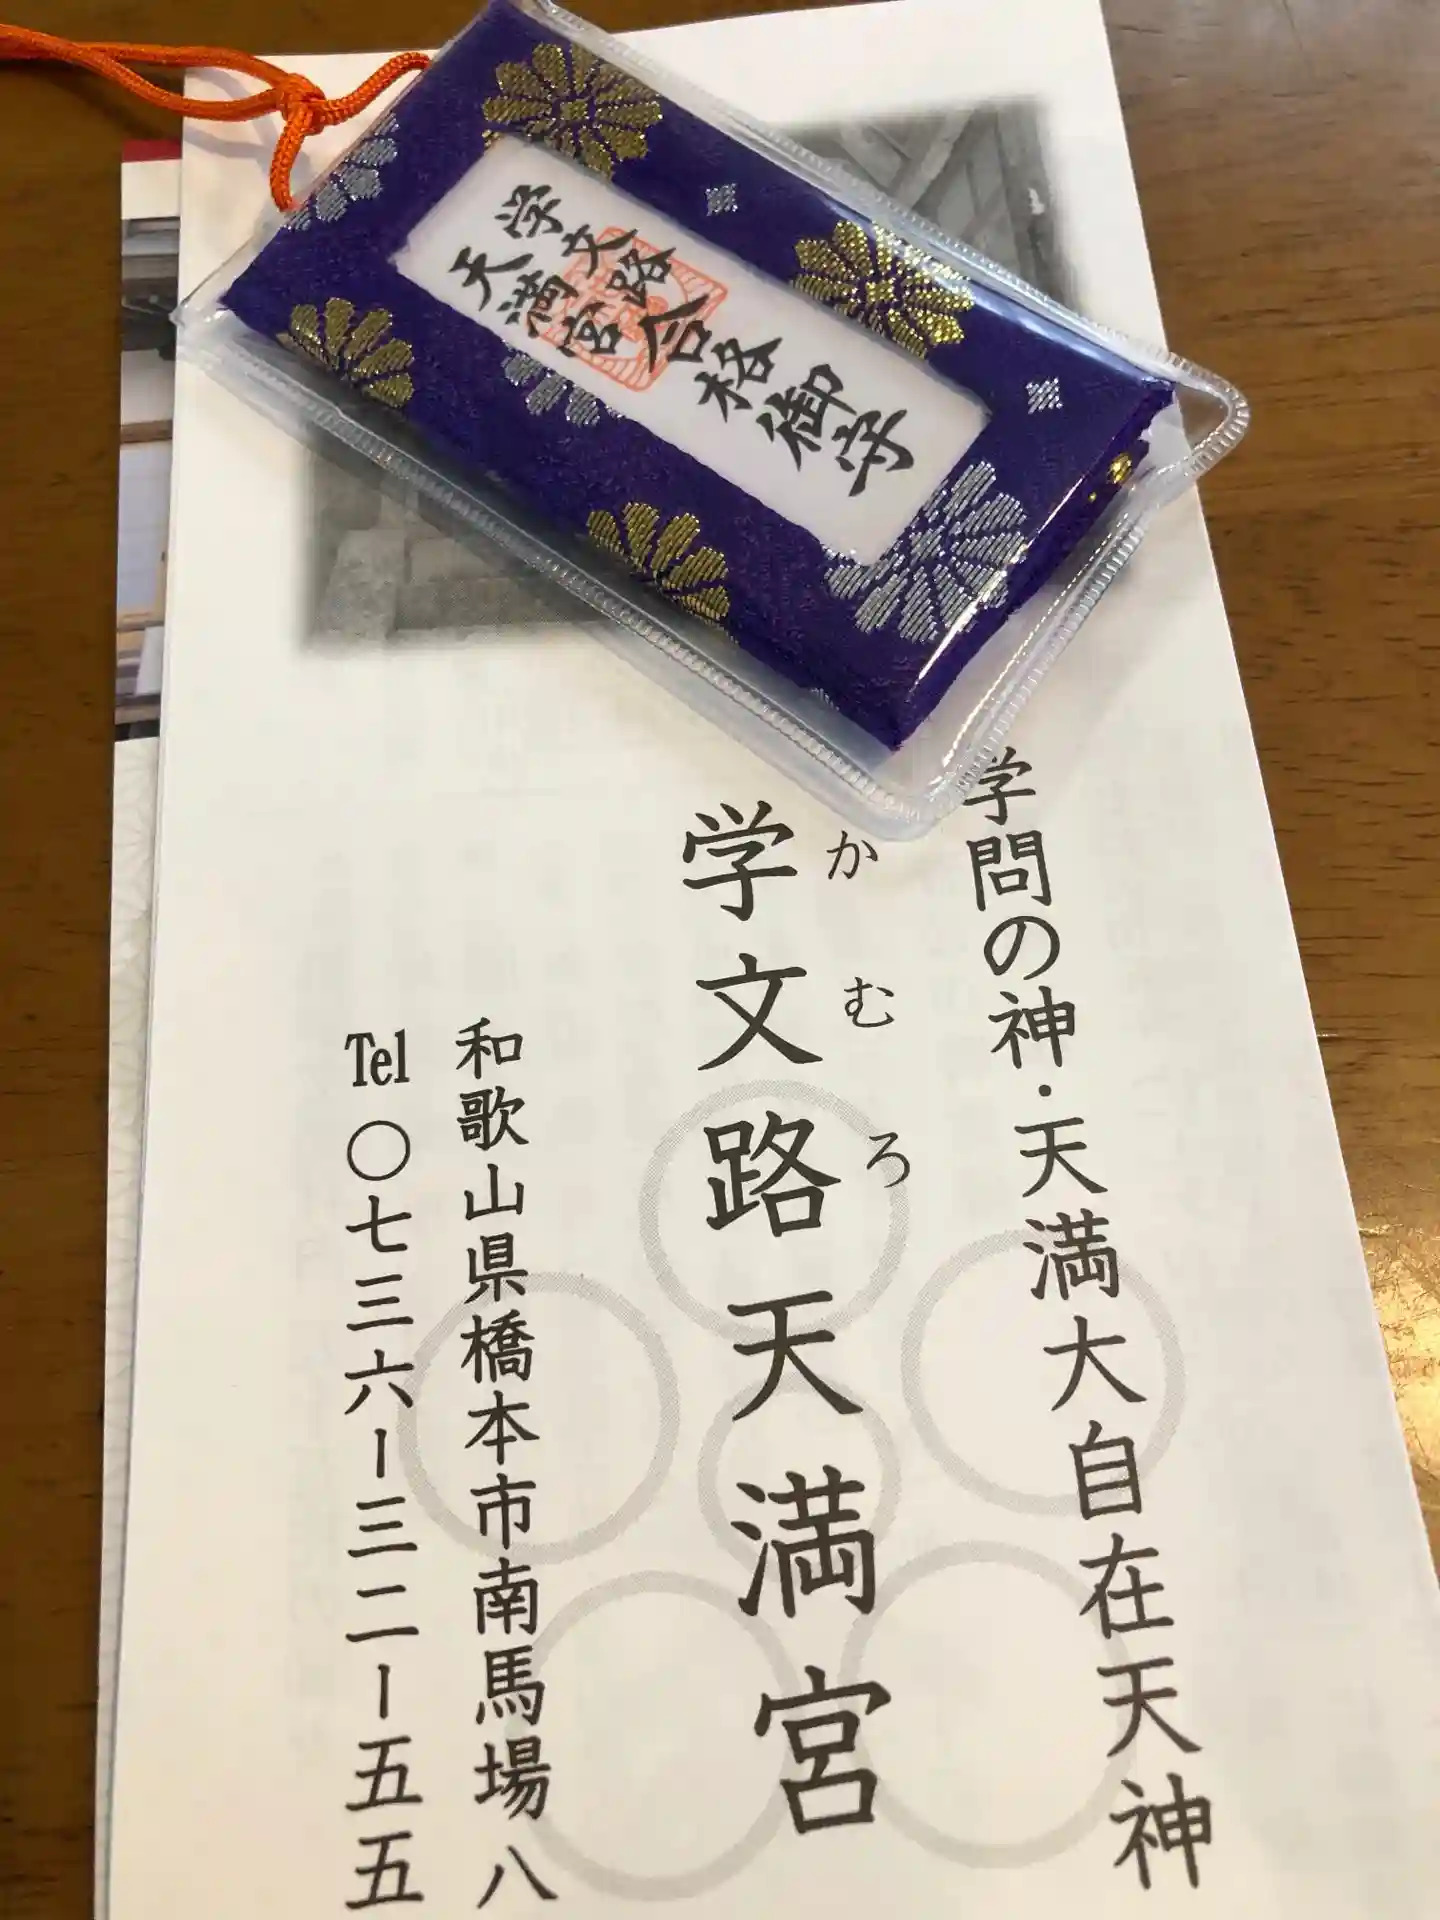 学文路
天満宮
合格御守
学問の神・天満大自在天神
かむろ
学文路天満宮
和歌山県橋本市南馬場八
Tel 〇七三六ー三二ー五五